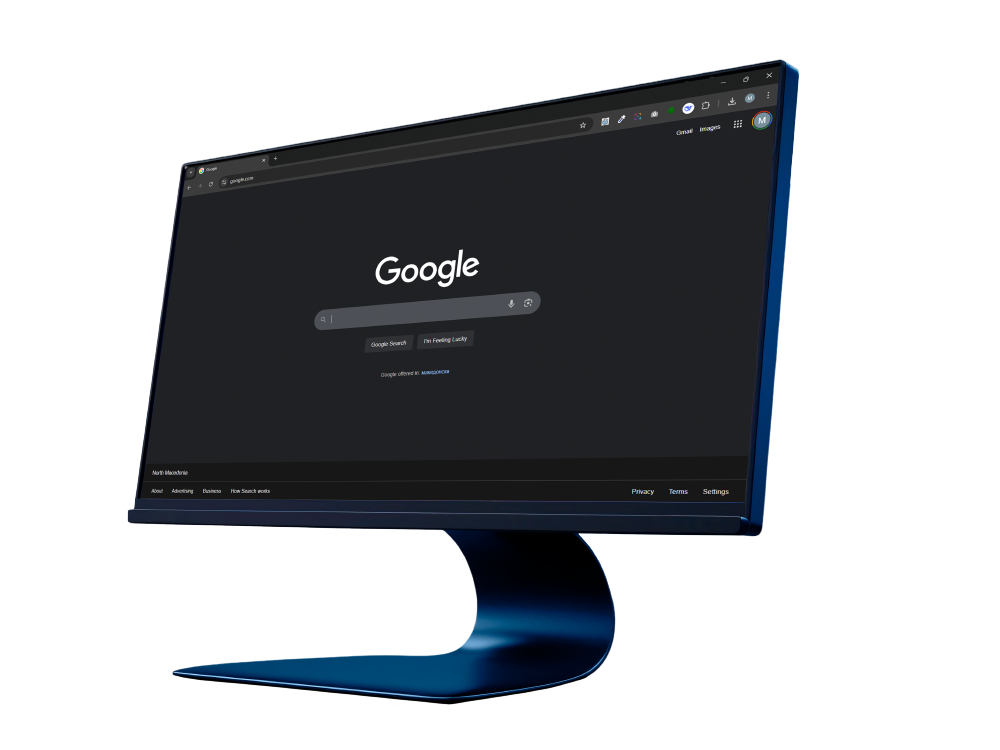 Google
google.com
Gmail Images
M
M
Google
Google Search I'm Feeling Lucky
Google offered in: македонски
North Macedonia
About Advertising Business How Search works Privacy Terms Settings